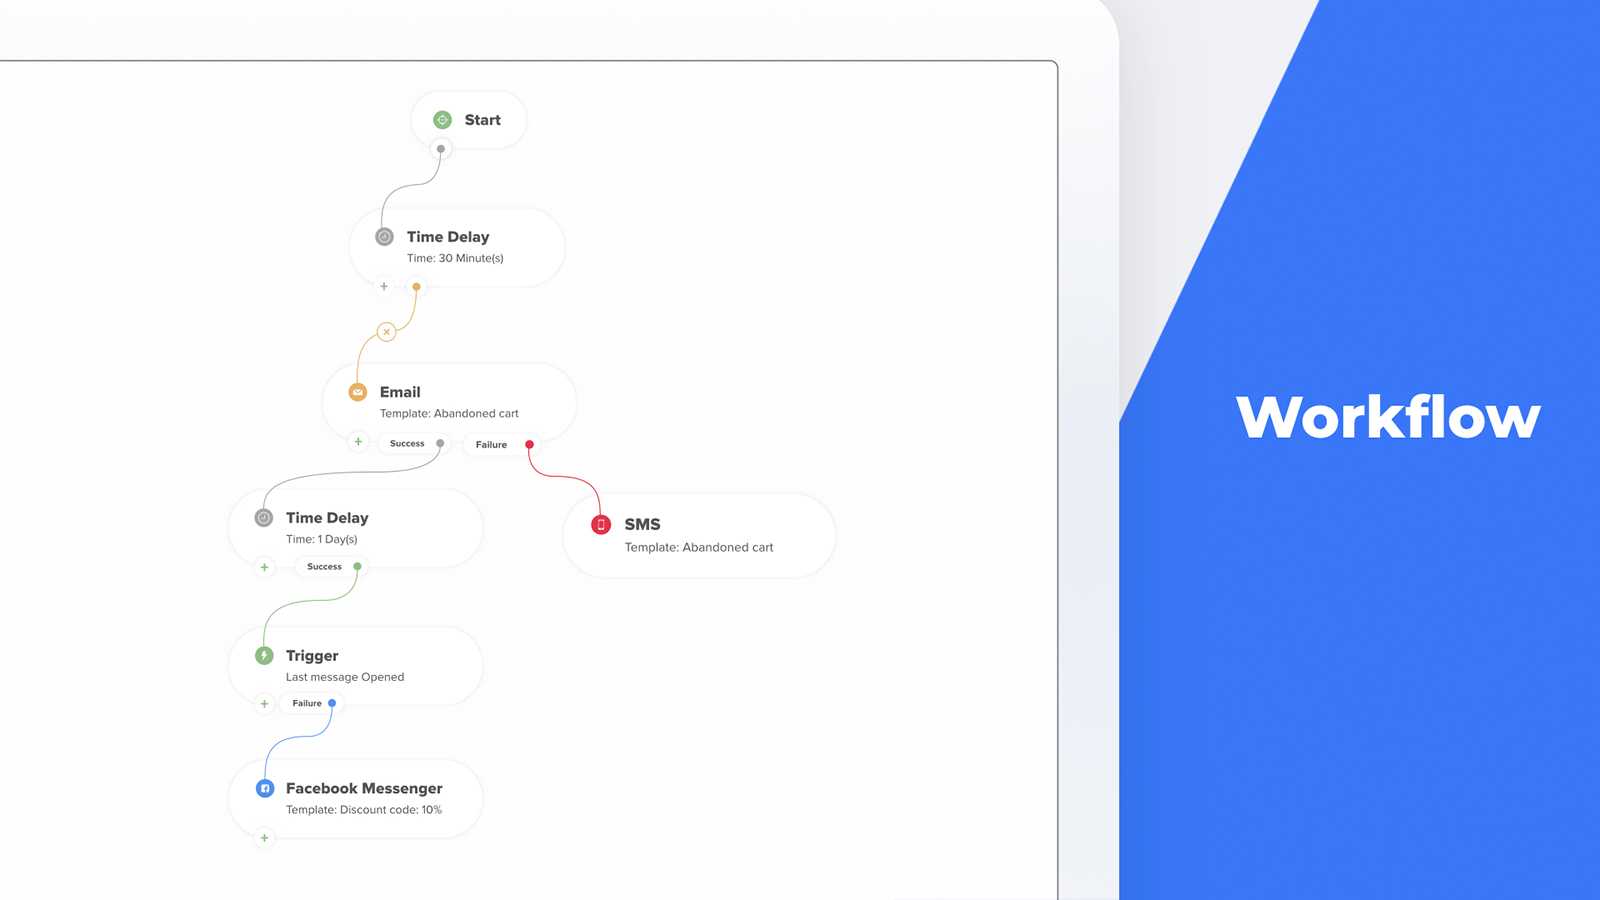 Start
Time Delay
Time: 30 Minute(s)
Email
Template: Abandoned cart
Success
Failure
Time Delay
Time: 1 Day(s)
Success
SMS
Template: Abandoned cart
Trigger
Last message Opened
Failure
Facebook Messenger
Template: Discount code: 10%
Workflow